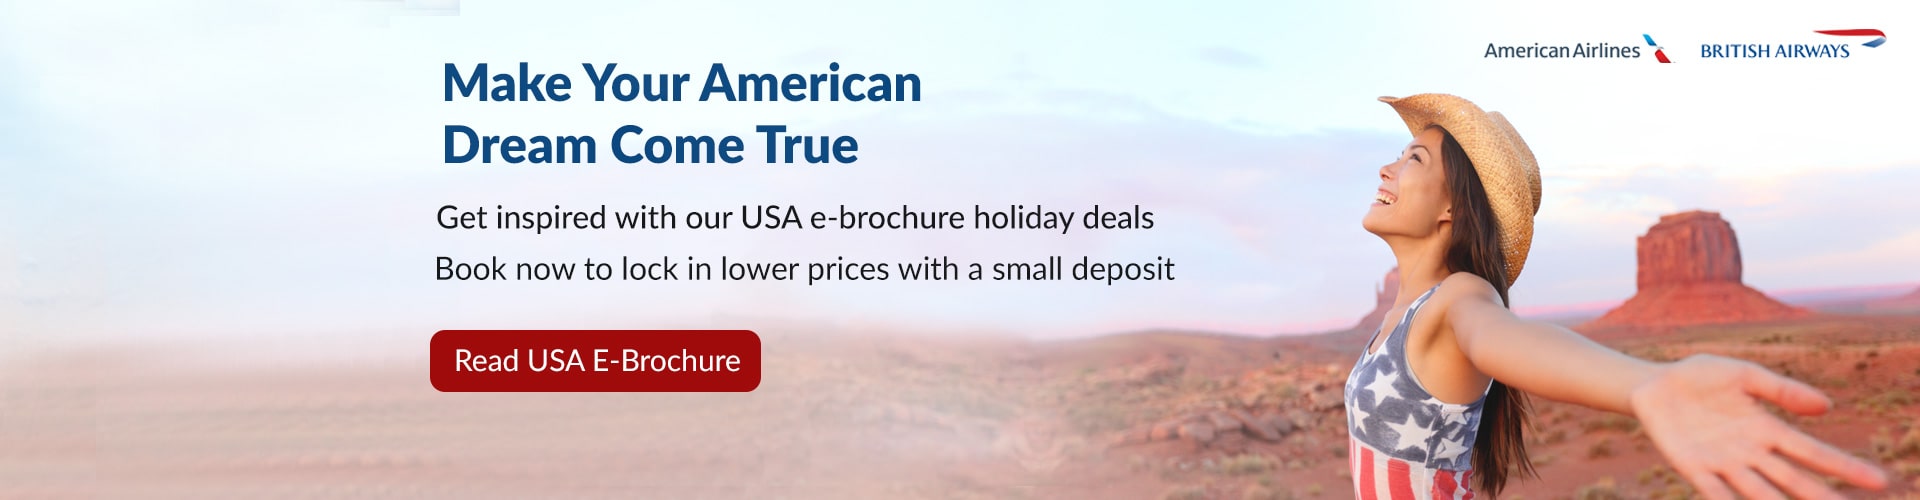 American Airlines
BRITISH AIRWAYS
Make Your American
Dream Come True
Get inspired with our USA e-brochure holiday deals
Book now to lock in lower prices with a small deposit
Read USA E-Brochure